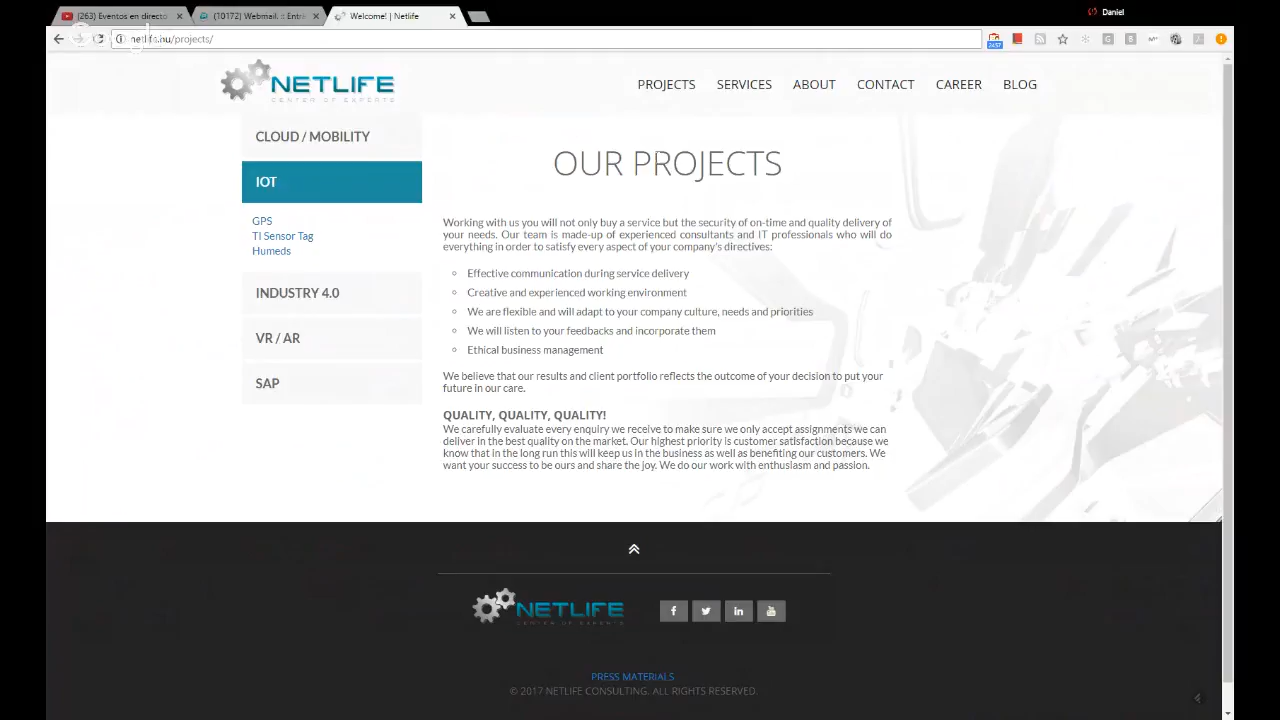 (263) Eventos en directo
(10172) Webmail. :: Entr
Welcome! | Netlife
Daniel
/projects/
2457
NETLIFE
CENTER OF EXPERTS
PROJECTS SERVICES ABOUT CONTACT CAREER BLOG
CLOUD / MOBILITY
IOT
GPS
TI Sensor Tag
Humeds
INDUSTRY 4.0
VR / AR
SAP
OUR PROJECTS
Working with us you will not only buy a service but the security of on-time and quality delivery of
your needs. Our team is made-up of experienced consultants and IT professionals who will do
everything in order to satisfy every aspect of your company's directives:
Effective communication during service delivery
Creative and experienced working environment
We are flexible and will adapt to your company culture, needs and priorities
We will listen to your feedbacks and incorporate them
Ethical business management
We believe that our results and client portfolio reflects the outcome of your decision to put your
future in our care.
QUALITY, QUALITY, QUALITY!
We carefully evaluate every enquiry we receive to make sure we only accept assignments we can
deliver in the best quality on the market. Our highest priority is customer satisfaction because we
know that in the long run this will keep us in the business as well as benefiting our customers. We
want your success to be ours and share the joy. We do our work with enthusiasm and passion.
NETLIFE
CENTER OF EXPERTS
PRESS MATERIALS
© 2017 NETLIFE CONSULTING. ALL RIGHTS RESERVED.